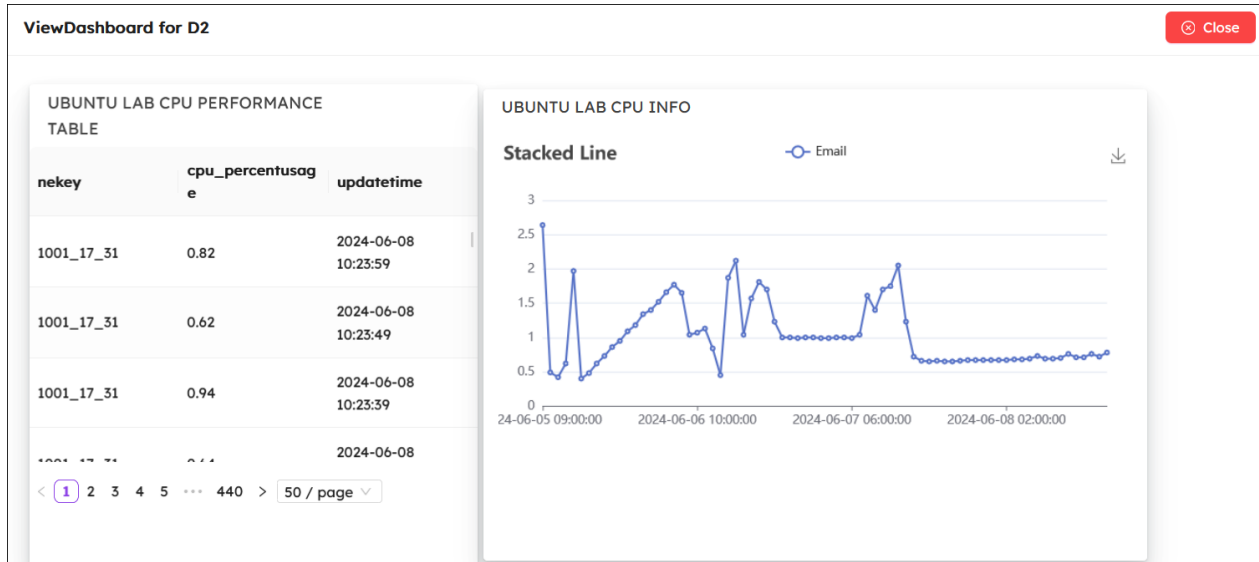 ViewDashboard for D2
Close
UBUNTU LAB CPU PERFORMANCE
TABLE
nekey
cpu_percentusag
e
updatetime
1001_17_31
0.82
2024-06-08
10:23:59
1001_17_31
0.62
2024-06-08
10:23:49
1001_17_31
0.94
2024-06-08
10:23:39
2024-06-08
< 1 2 3 4 5 ••• 440 > 50 / page
UBUNTU LAB CPU INFO
Stacked Line
Email
3
2.5
2
1.5
1
0.5
0
24-06-05 09:00:00
2024-06-06 10:00:00
2024-06-07 06:00:00
2024-06-08 02:00:00